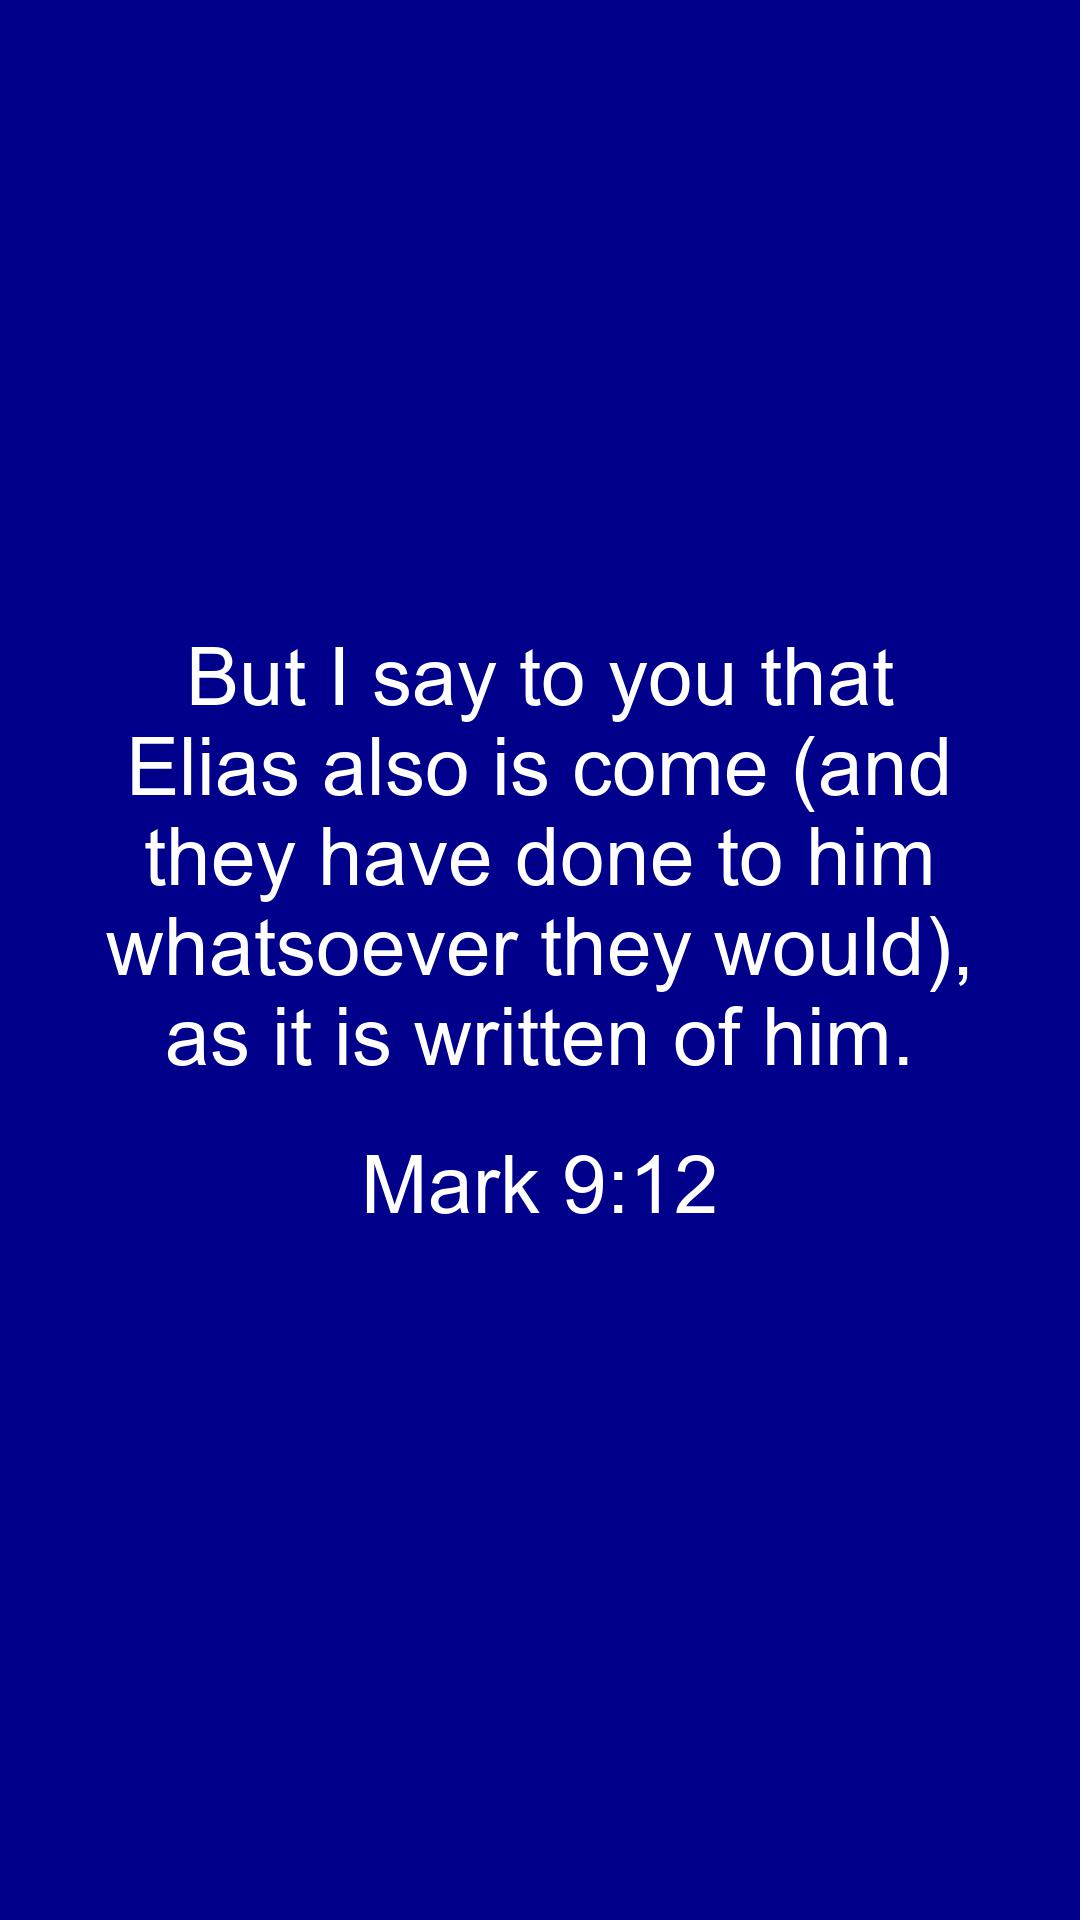 But I say to you that
Elias also is come (and
they have done to him
whatsoever they would),
as it is written of him.
Mark 9:12